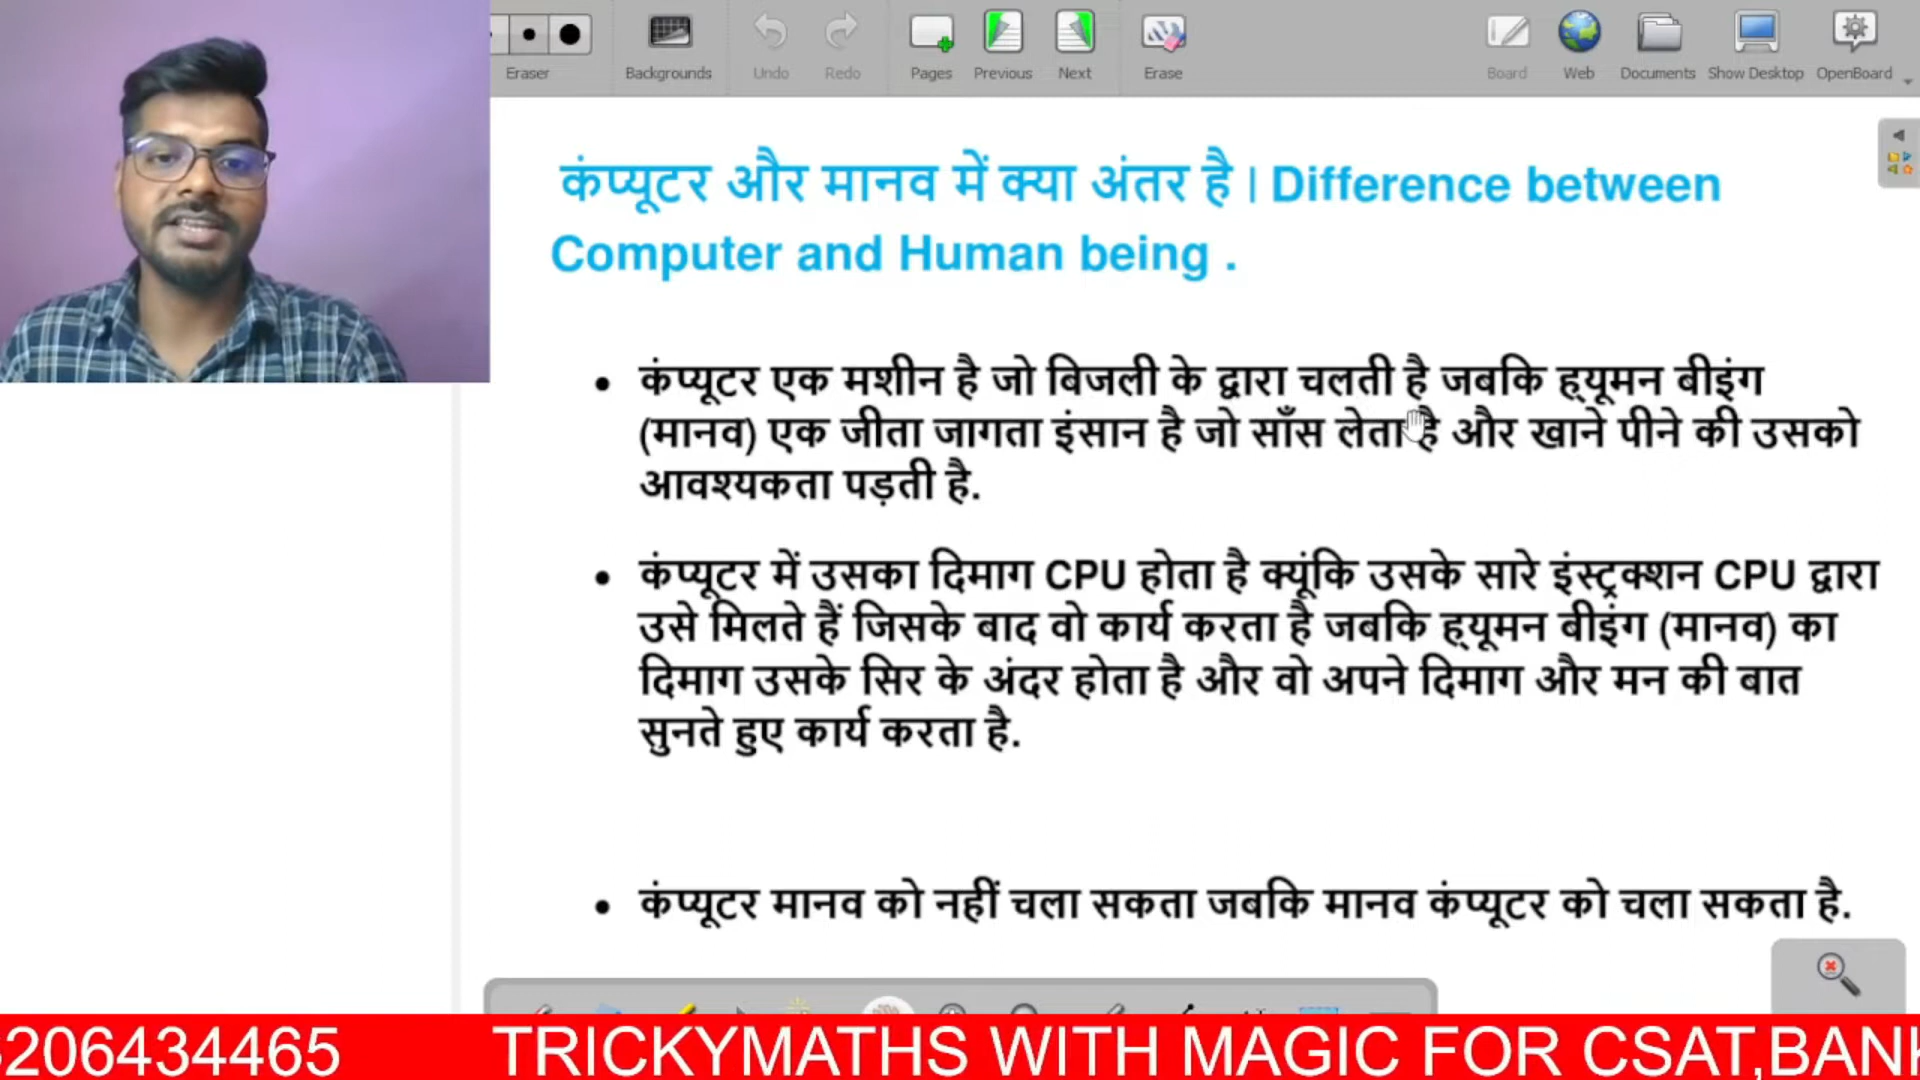 Eraser
Backgrounds
Undo
Redo
Pages
Previous
Next
Erase
Board
Web
Documents
Show Desktop
OpenBoard
कंप्यूटर और मानव में क्या अंतर है | Difference between
Computer and Human being .
• कंप्यूटर एक मशीन है जो बिजली के द्वारा चलती है जबकि ह्यूमन बीइंग
(मानव) एक जीता जागता इंसान है जो साँस लेता है और खाने पीने की उसको
आवश्यकता पड़ती है.
• कंप्यूटर में उसका दिमाग CPU होता है क्यूंकि उसके सारे इंस्ट्रक्शन CPU द्वारा
उसे मिलते हैं जिसके बाद वो कार्य करता है जबकि ह्यूमन बीइंग (मानव) का
दिमाग उसके सिर के अंदर होता है और वो अपने दिमाग और मन की बात
सुनते हुए कार्य करता है.
• कंप्यूटर मानव को नहीं चला सकता जबकि मानव कंप्यूटर को चला सकता है.
206434465 TRICKYMATHS WITH MAGIC FOR CSAT,BANK